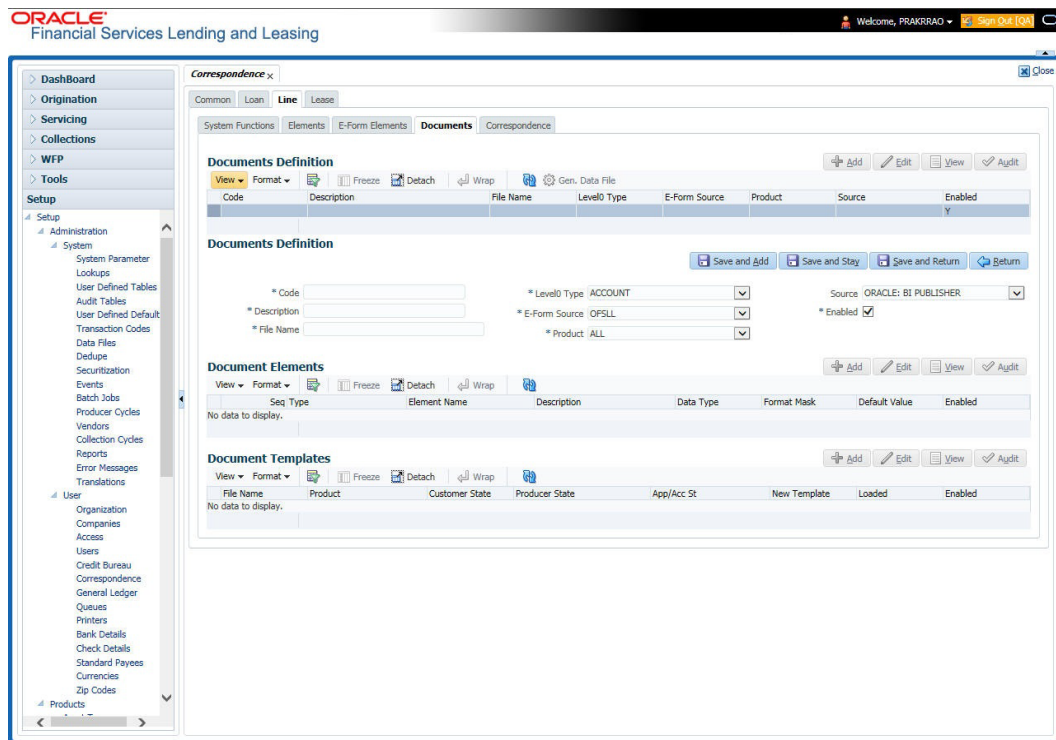 ORACLE
Financial Services Lending and Leasing
Welcome, PRAKRRAO
Sign Out [QA]
DashBoard
Origination
Servicing
Collections
WFP
Tools
Setup
Setup
Administration
System
System Parameter
Lookups
User Defined Tables
Audit Tables
User Defined Default
Transaction Codes
Data Files
Dedupe
Securitization
Events
Batch Jobs
Producer Cycles
Vendors
Collection Cycles
Reports
Error Messages
Translations
User
Organization
Companies
Access
Users
Credit Bureau
Correspondence
General Ledger
Queues
Printers
Bank Details
Check Details
Standard Payees
Currencies
Zip Codes
Products
Correspondence x
Close
Common Loan Line Lease
System Functions Elements E-Form Elements Documents Correspondence
Documents Definition
Add Edit View Audit
View Format Freeze Detach Wrap Gen. Data File
Code Description File Name Level0 Type E-Form Source Product Source Enabled
Y
Documents Definition
Save and Add Save and Stay Save and Return Return
* Code * Level0 Type ACCOUNT Source ORACLE: BI PUBLISHER
* Description * E-Form Source OFSLL * Enabled
* File Name * Product ALL
Document Elements
Add Edit View Audit
View Format Freeze Detach Wrap
Seq Type Element Name Description Data Type Format Mask Default Value Enabled
No data to display.
Document Templates
Add Edit View Audit
View Format Freeze Detach Wrap
File Name Product Customer State Producer State App/Acc St New Template Loaded Enabled
No data to display.